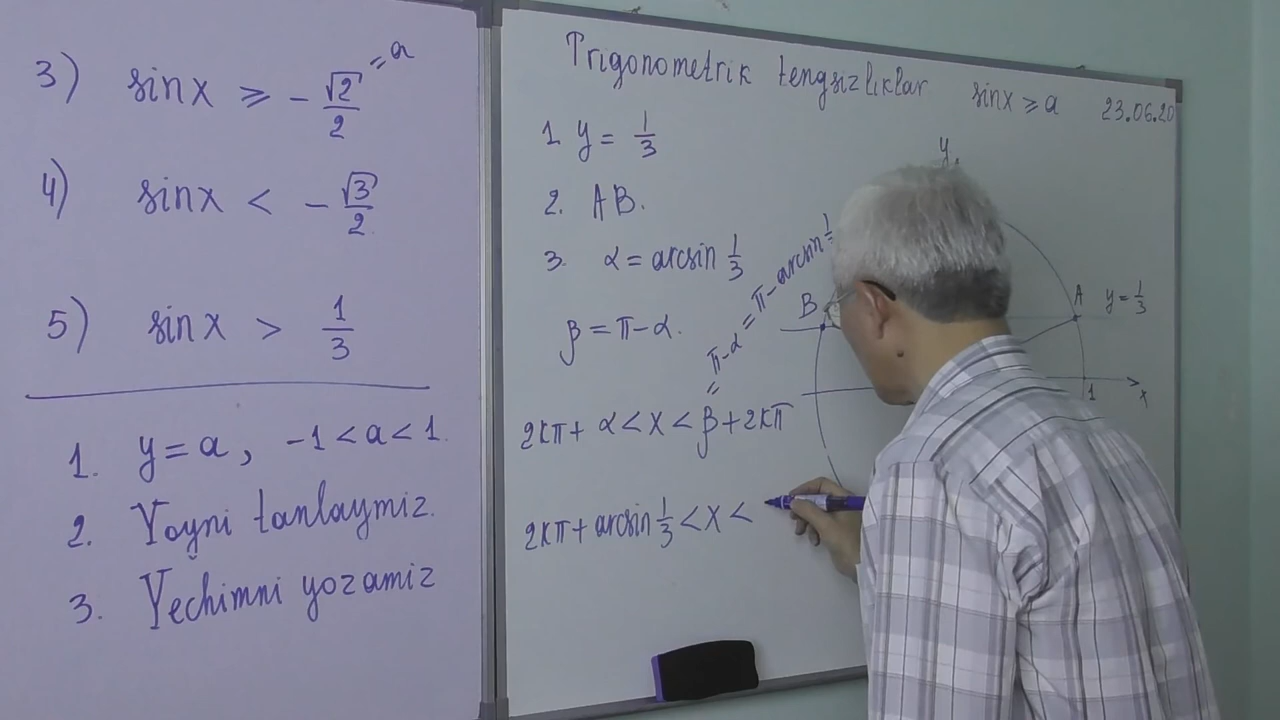 3) sin x ≥ -√2/2 = a
4) sin x < -√3/2
5) sin x > 1/3
1. y = a, -1 < a < 1.
2. Yoyni tanlaymiz.
3. Yechimni yozamiz
Trigonometrik tengsizliklar sin x ≥ a 23.06.20
1. y = 1/3
2. AB.
3. α = arcsin 1/3
β = π - α.
= π - α = π - arcsin
2kπ + α < x < β + 2kπ
2kπ + arcsin 1/3 < x <
y
B
A y = 1/3
1 x